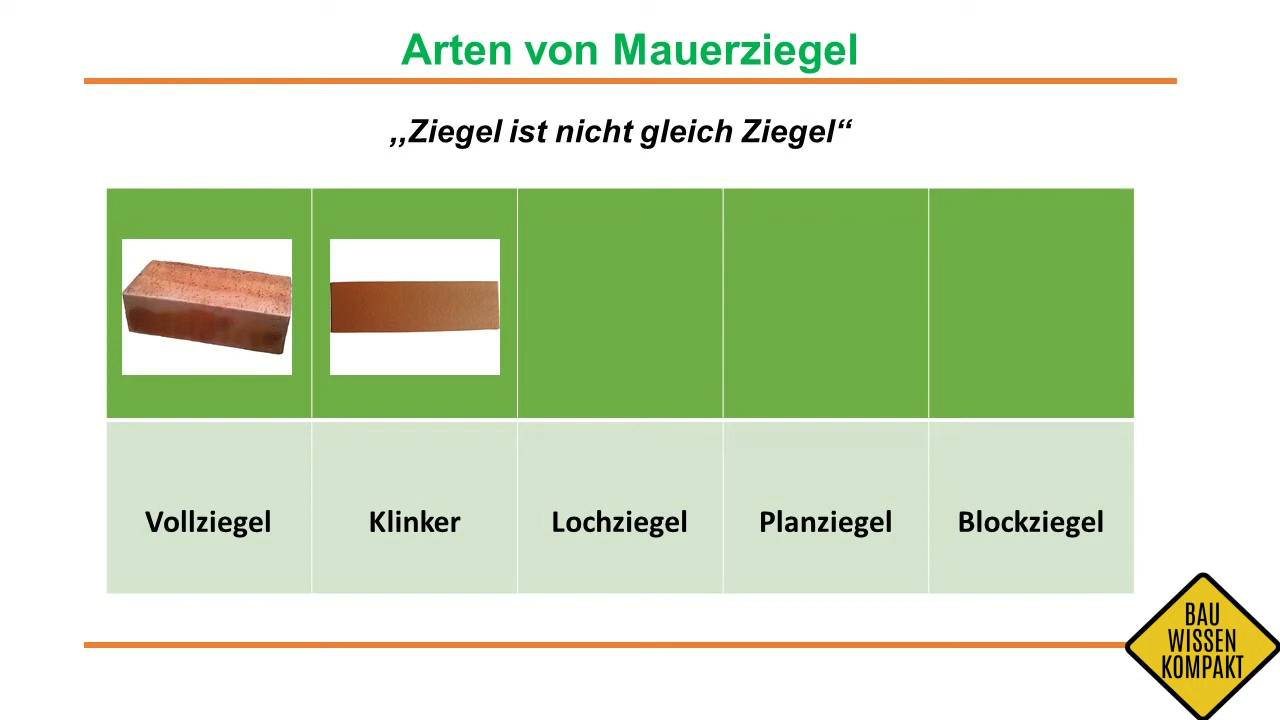 Arten von Mauerziegel
,,Ziegel ist nicht gleich Ziegel“
Vollziegel
Klinker
Lochziegel
Planziegel
Blockziegel
BAU
WISSEN
KOMPAKT